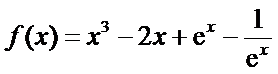 f(x) = x³ − 2x + eˣ − 1/eˣ